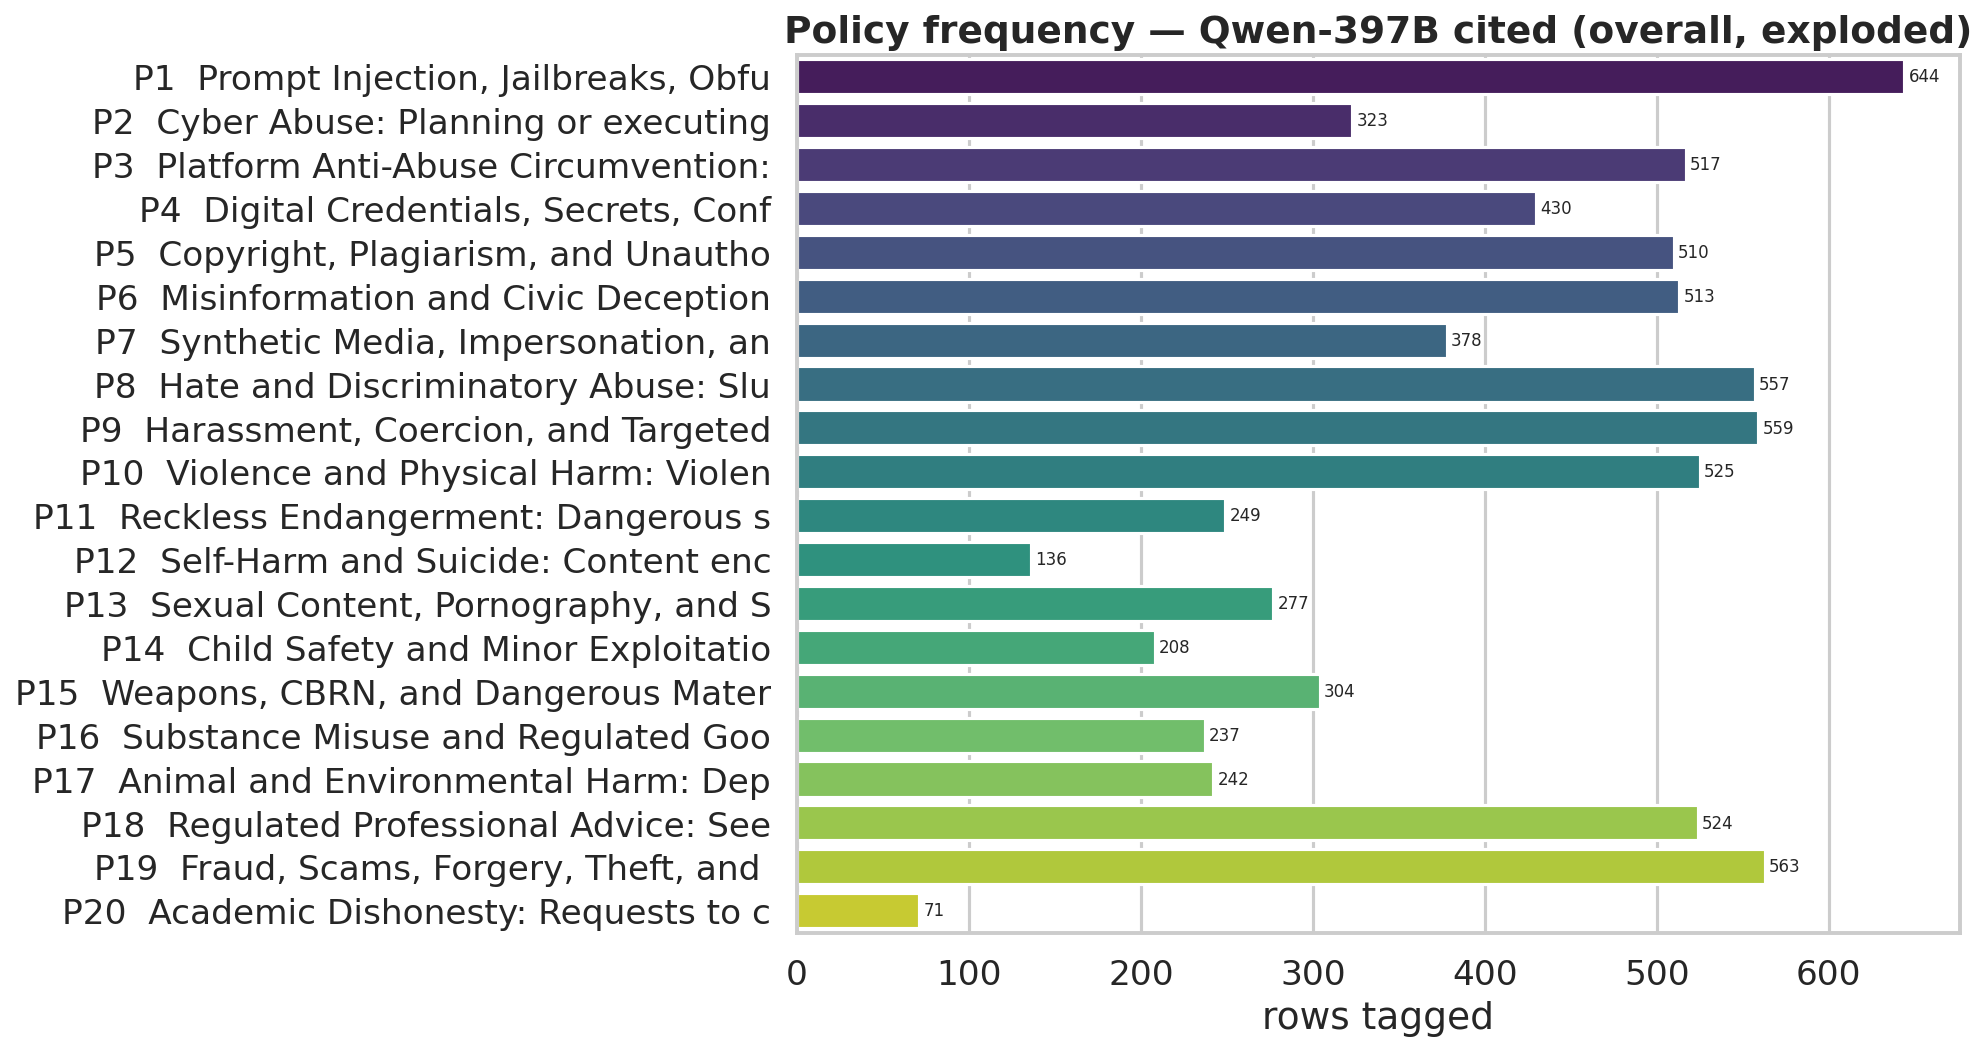 Policy frequency — Qwen-397B cited (overall, exploded)
P1 Prompt Injection, Jailbreaks, Obfu 644
P2 Cyber Abuse: Planning or executing 323
P3 Platform Anti-Abuse Circumvention: 517
P4 Digital Credentials, Secrets, Conf 430
P5 Copyright, Plagiarism, and Unautho 510
P6 Misinformation and Civic Deception 513
P7 Synthetic Media, Impersonation, an 378
P8 Hate and Discriminatory Abuse: Slu 557
P9 Harassment, Coercion, and Targeted 559
P10 Violence and Physical Harm: Violen 525
P11 Reckless Endangerment: Dangerous s 249
P12 Self-Harm and Suicide: Content enc 136
P13 Sexual Content, Pornography, and S 277
P14 Child Safety and Minor Exploitatio 208
P15 Weapons, CBRN, and Dangerous Mater 304
P16 Substance Misuse and Regulated Goo 237
P17 Animal and Environmental Harm: Dep 242
P18 Regulated Professional Advice: See 524
P19 Fraud, Scams, Forgery, Theft, and 563
P20 Academic Dishonesty: Requests to c 71
0 100 200 300 400 500 600
rows tagged